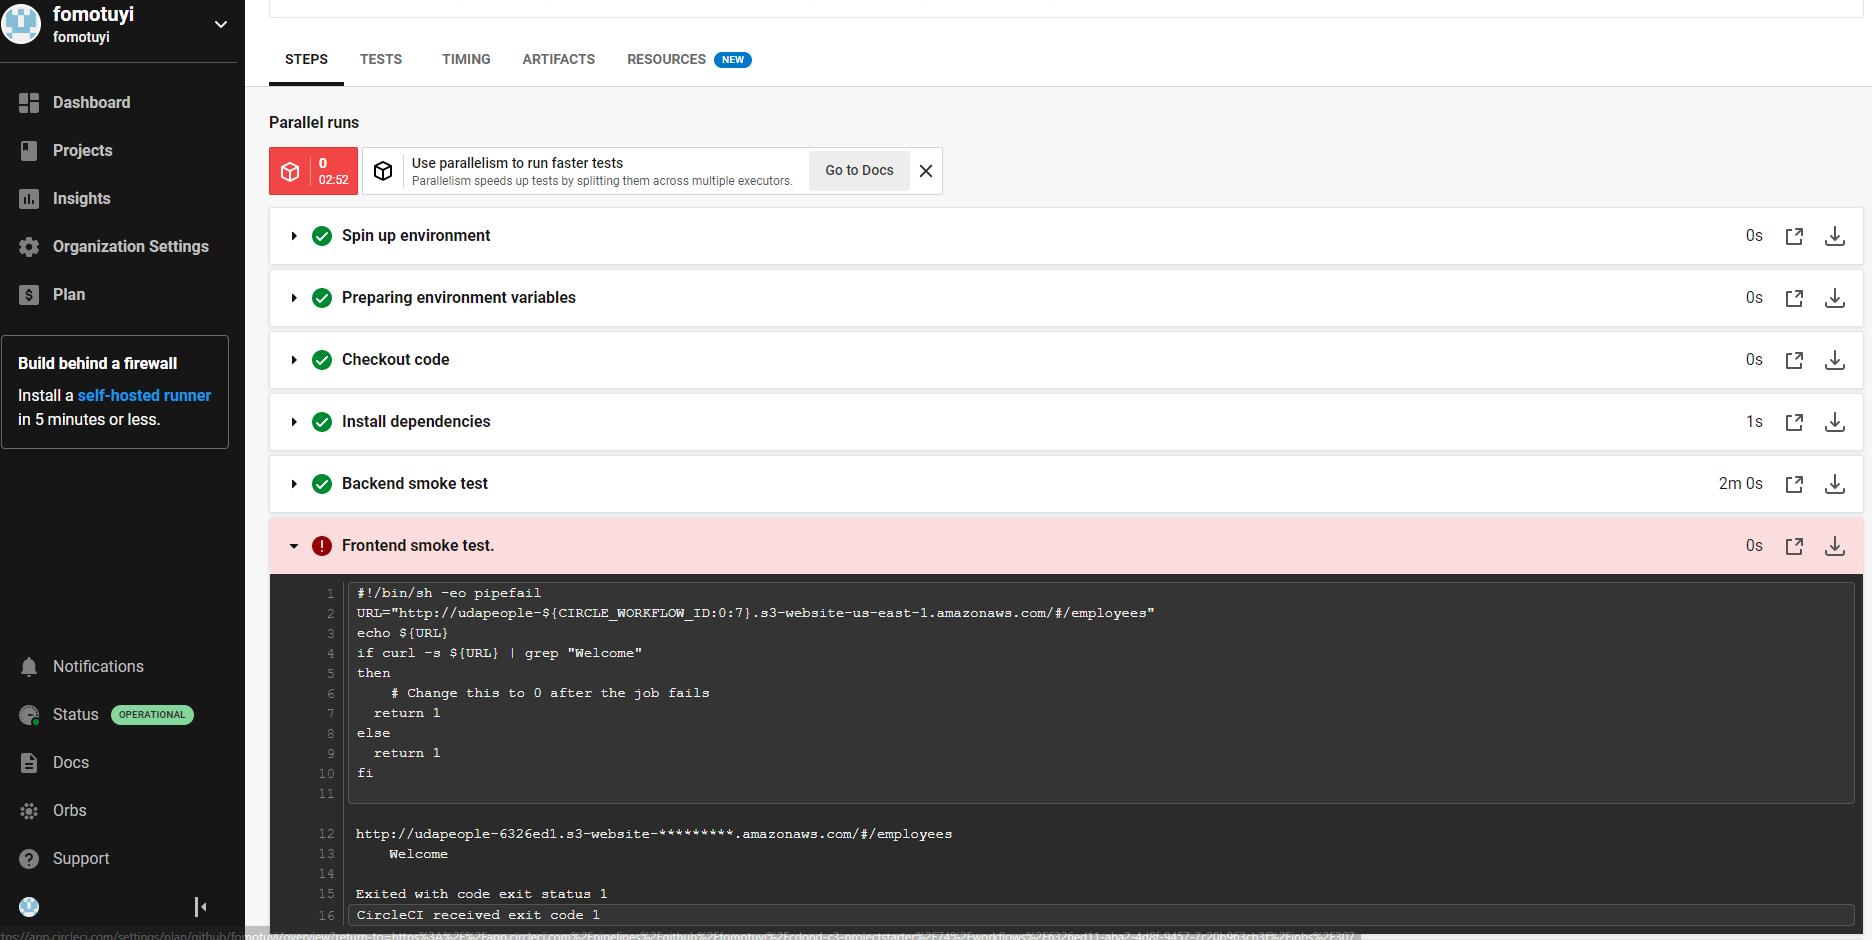 fomotuyi
fomotuyi
Dashboard
Projects
Insights
Organization Settings
Plan
Build behind a firewall
Install a self-hosted runner
in 5 minutes or less.
Notifications
Status OPERATIONAL
Docs
Orbs
Support
STEPS TESTS TIMING ARTIFACTS RESOURCES NEW
Parallel runs
0
02:52
Use parallelism to run faster tests
Parallelism speeds up tests by splitting them across multiple executors.
Go to Docs
Spin up environment 0s
Preparing environment variables 0s
Checkout code 0s
Install dependencies 1s
Backend smoke test 2m 0s
Frontend smoke test. 0s
1 #!/bin/sh -eo pipefail
2 URL="http://udapeople-${CIRCLE_WORKFLOW_ID:0:7}.s3-website-us-east-1.amazonaws.com/#/employees"
3 echo ${URL}
4 if curl -s ${URL} | grep "Welcome"
5 then
6 # Change this to 0 after the job fails
7 return 1
8 else
9 return 1
10 fi
11
12 http://udapeople-6326ed1.s3-website-*********.amazonaws.com/#/employees
13 Welcome
14
15 Exited with code exit status 1
16 CircleCI received exit code 1